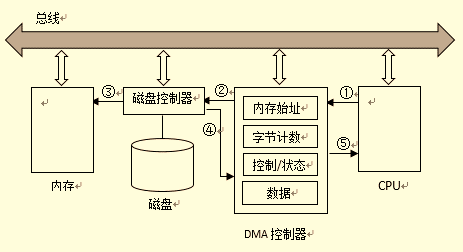 总线
③
磁盘控制器
②
①
内存始址
字节计数
④
⑤
控制/状态
数据
内存
磁盘
CPU
DMA 控制器